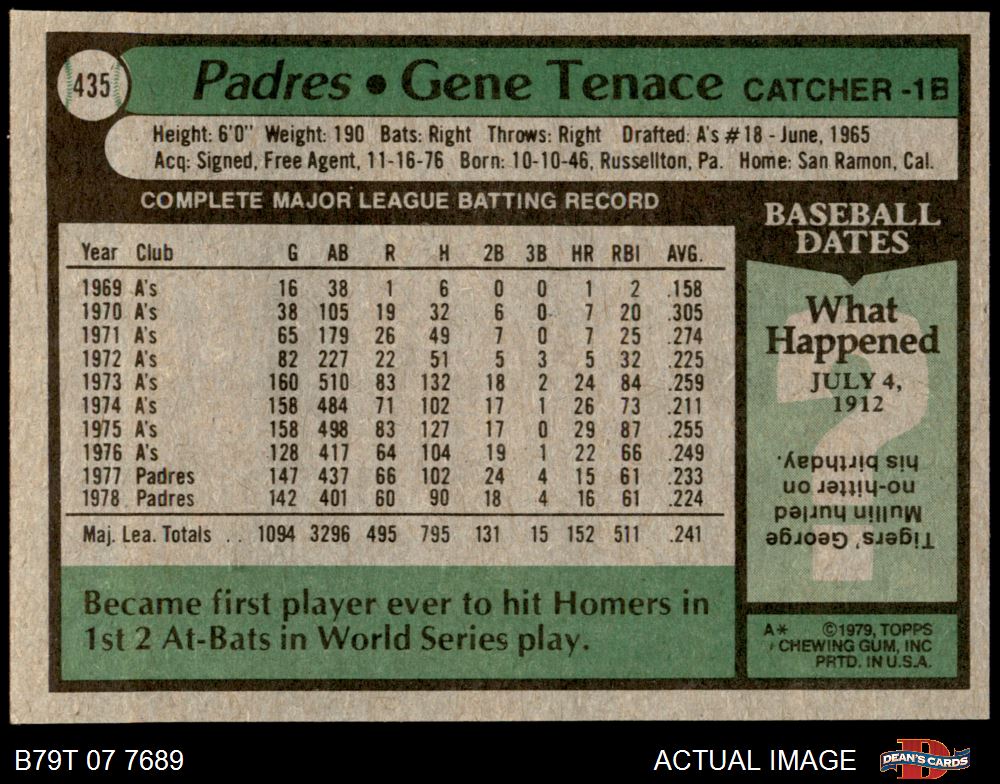 435
Padres • Gene Tenace CATCHER -1B
Height: 6'0" Weight: 190 Bats: Right Throws: Right Drafted: A's #18 - June, 1965
Acq: Signed, Free Agent, 11-16-76 Born: 10-10-46, Russellton, Pa. Home: San Ramon, Cal.
COMPLETE MAJOR LEAGUE BATTING RECORD
Year Club G AB R H 2B 3B HR RBI AVG.
1969 A's 16 38 1 6 0 0 1 2 .158
1970 A's 38 105 19 32 6 0 7 20 .305
1971 A's 65 179 26 49 7 0 7 25 .274
1972 A's 82 227 22 51 5 3 5 32 .225
1973 A's 160 510 83 132 18 2 24 84 .259
1974 A's 158 484 71 102 17 1 26 73 .211
1975 A's 158 498 83 127 17 0 29 87 .255
1976 A's 128 417 64 104 19 1 22 66 .249
1977 Padres 147 437 66 102 24 4 15 61 .233
1978 Padres 142 401 60 90 18 4 16 61 .224
Maj. Lea. Totals . . 1094 3296 495 795 131 15 152 511 .241
Became first player ever to hit Homers in
1st 2 At-Bats in World Series play.
BASEBALL
DATES
What
Happened
JULY 4,
1912
?
Tigers' George
Mullin hurled
no-hitter on
his birthday.
A* ©1979, TOPPS
CHEWING GUM, INC
PRTD. IN U.S.A.
B79T 07 7689
ACTUAL IMAGE
D
DEAN'S CARDS